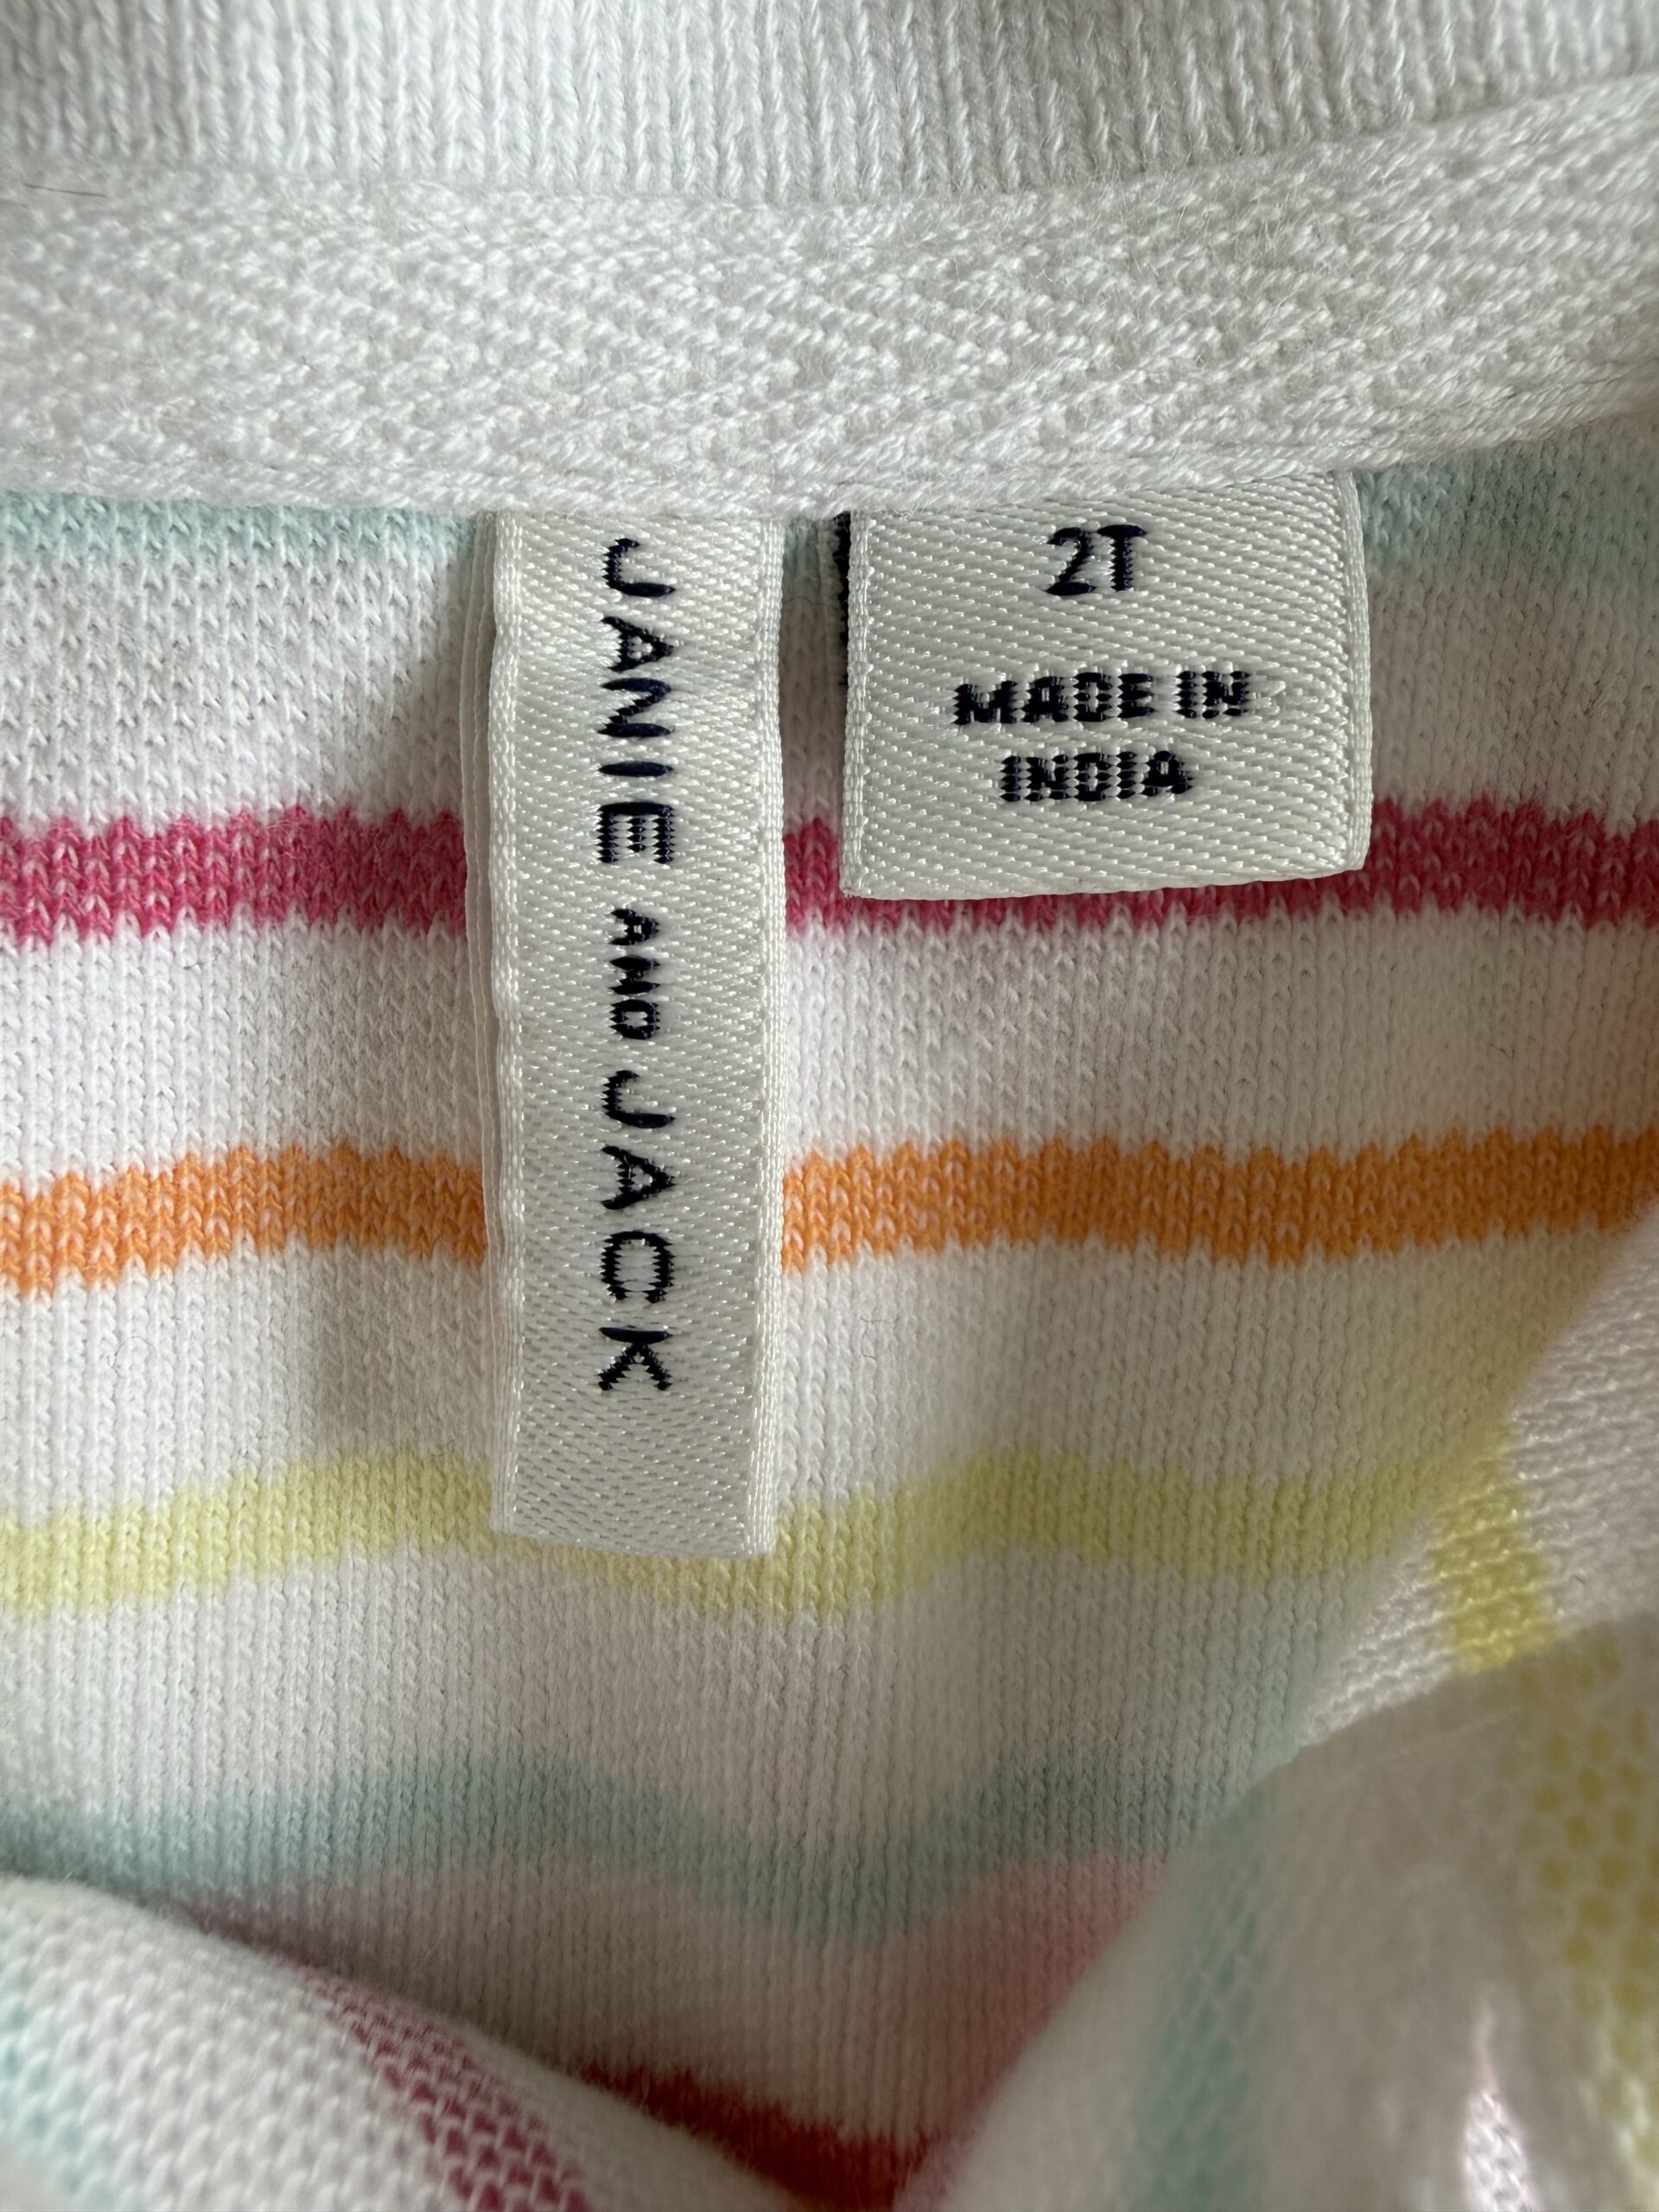 JANIE AND JACK
2T
MADE IN
INDIA